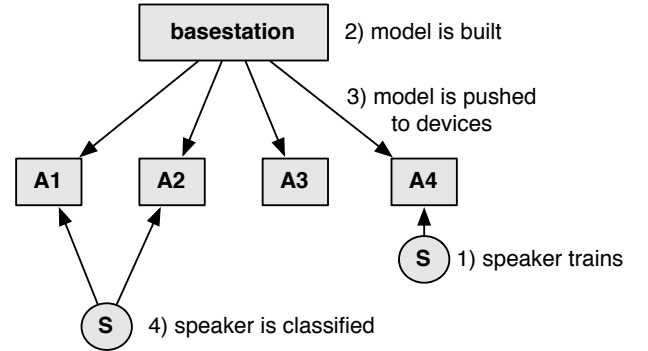 basestation
2) model is built
3) model is pushed
to devices
A1
A2
A3
A4
S
1) speaker trains
S
4) speaker is classified